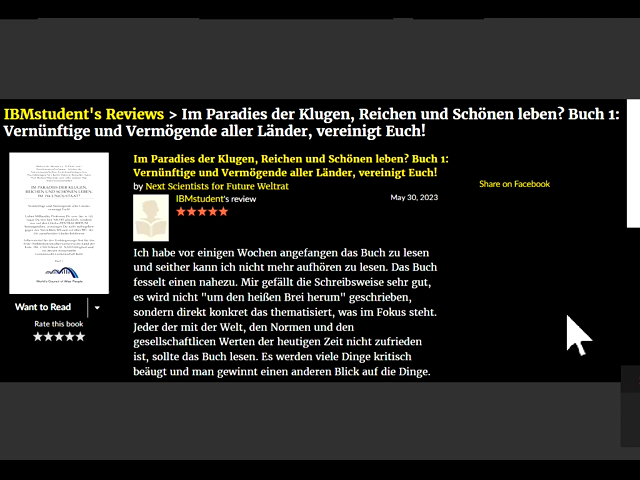 IBMstudent's Reviews > Im Paradies der Klugen, Reichen und Schönen leben? Buch 1:
Vernünftige und Vermögende aller Länder, vereinigt Euch!
Im Paradies der Klugen, Reichen und Schönen leben? Buch 1:
Vernünftige und Vermögende aller Länder, vereinigt Euch!
by Next Scientists for Future Weltrat
IBMstudent's review
May 30, 2023
Share on Facebook
IM PARADIES DER KLUGEN,
REICHEN UND SCHÖNEN LEBEN,
World's Council of Wise People
Want to Read
Rate this book
Ich habe vor einigen Wochen angefangen das Buch zu lesen
und seither kann ich nicht mehr aufhören zu lesen. Das Buch
fesselt einen nahezu. Mir gefällt die Schreibsweise sehr gut,
es wird nicht "um den heißen Brei herum" geschrieben,
sondern direkt konkret das thematisiert, was im Fokus steht.
Jeder der mit der Welt, den Normen und den
gesellschaftlicen Werten der heutigen Zeit nicht zufrieden
ist, sollte das Buch lesen. Es werden viele Dinge kritisch
beäugt und man gewinnt einen anderen Blick auf die Dinge.